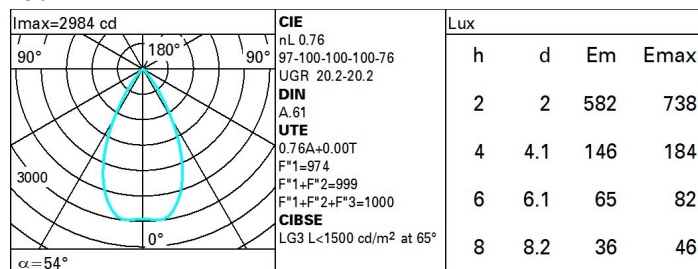 Imax=2984 cd
90° 180° 90°
3000
0°
α=54°
CIE
nL 0.76
97-100-100-100-76
UGR 20.2-20.2
DIN
A.61
UTE
0.76A+0.00T
F"1=974
F"1+F"2=999
F"1+F"2+F"3=1000
CIBSE
LG3 L<1500 cd/m² at 65°
Lux
h d Em Emax
2 2 582 738
4 4.1 146 184
6 6.1 65 82
8 8.2 36 46